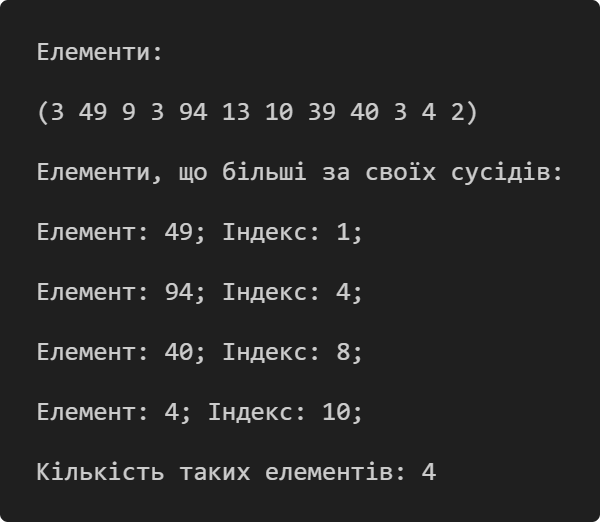 Елементи:
(3 49 9 3 94 13 10 39 40 3 4 2)
Елементи, що більші за своїх сусідів:
Елемент: 49; Індекс: 1;
Елемент: 94; Індекс: 4;
Елемент: 40; Індекс: 8;
Елемент: 4; Індекс: 10;
Кількість таких елементів: 4